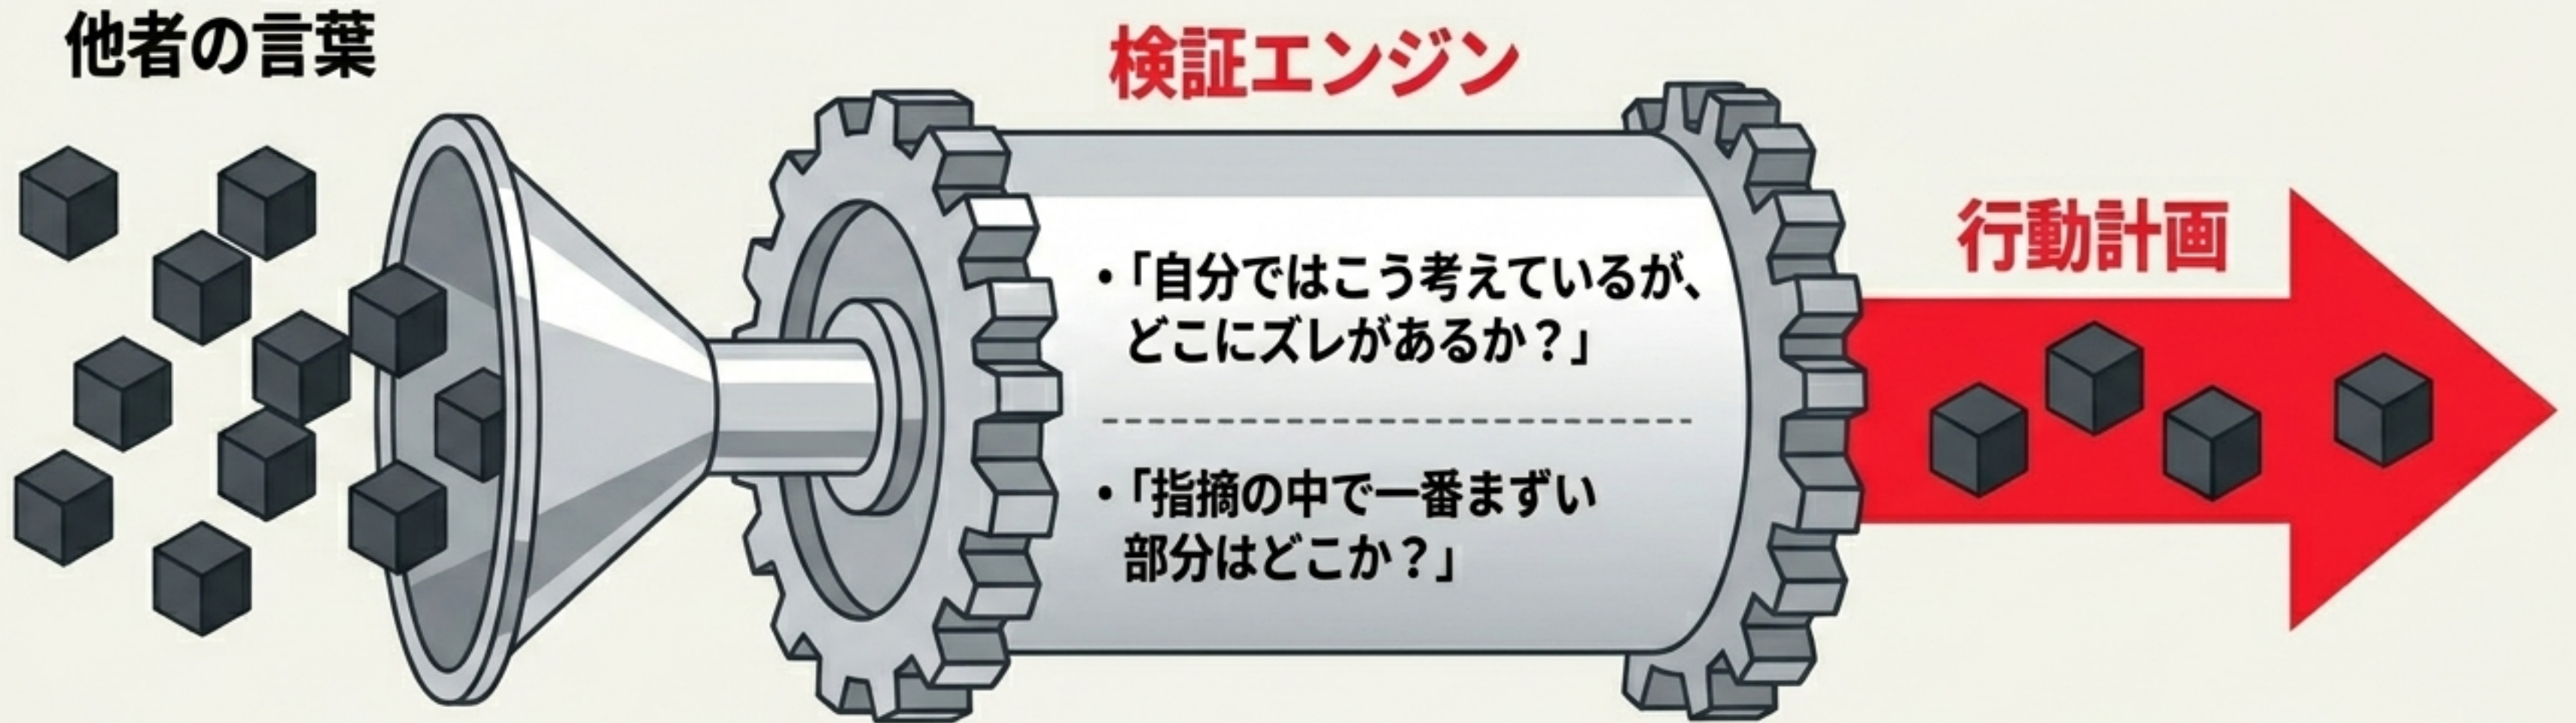 他者の言葉
検証エンジン
・「自分ではこう考えているが、
どこにズレがあるか？」
・「指摘の中で一番まずい
部分はどこか？」
行動計画